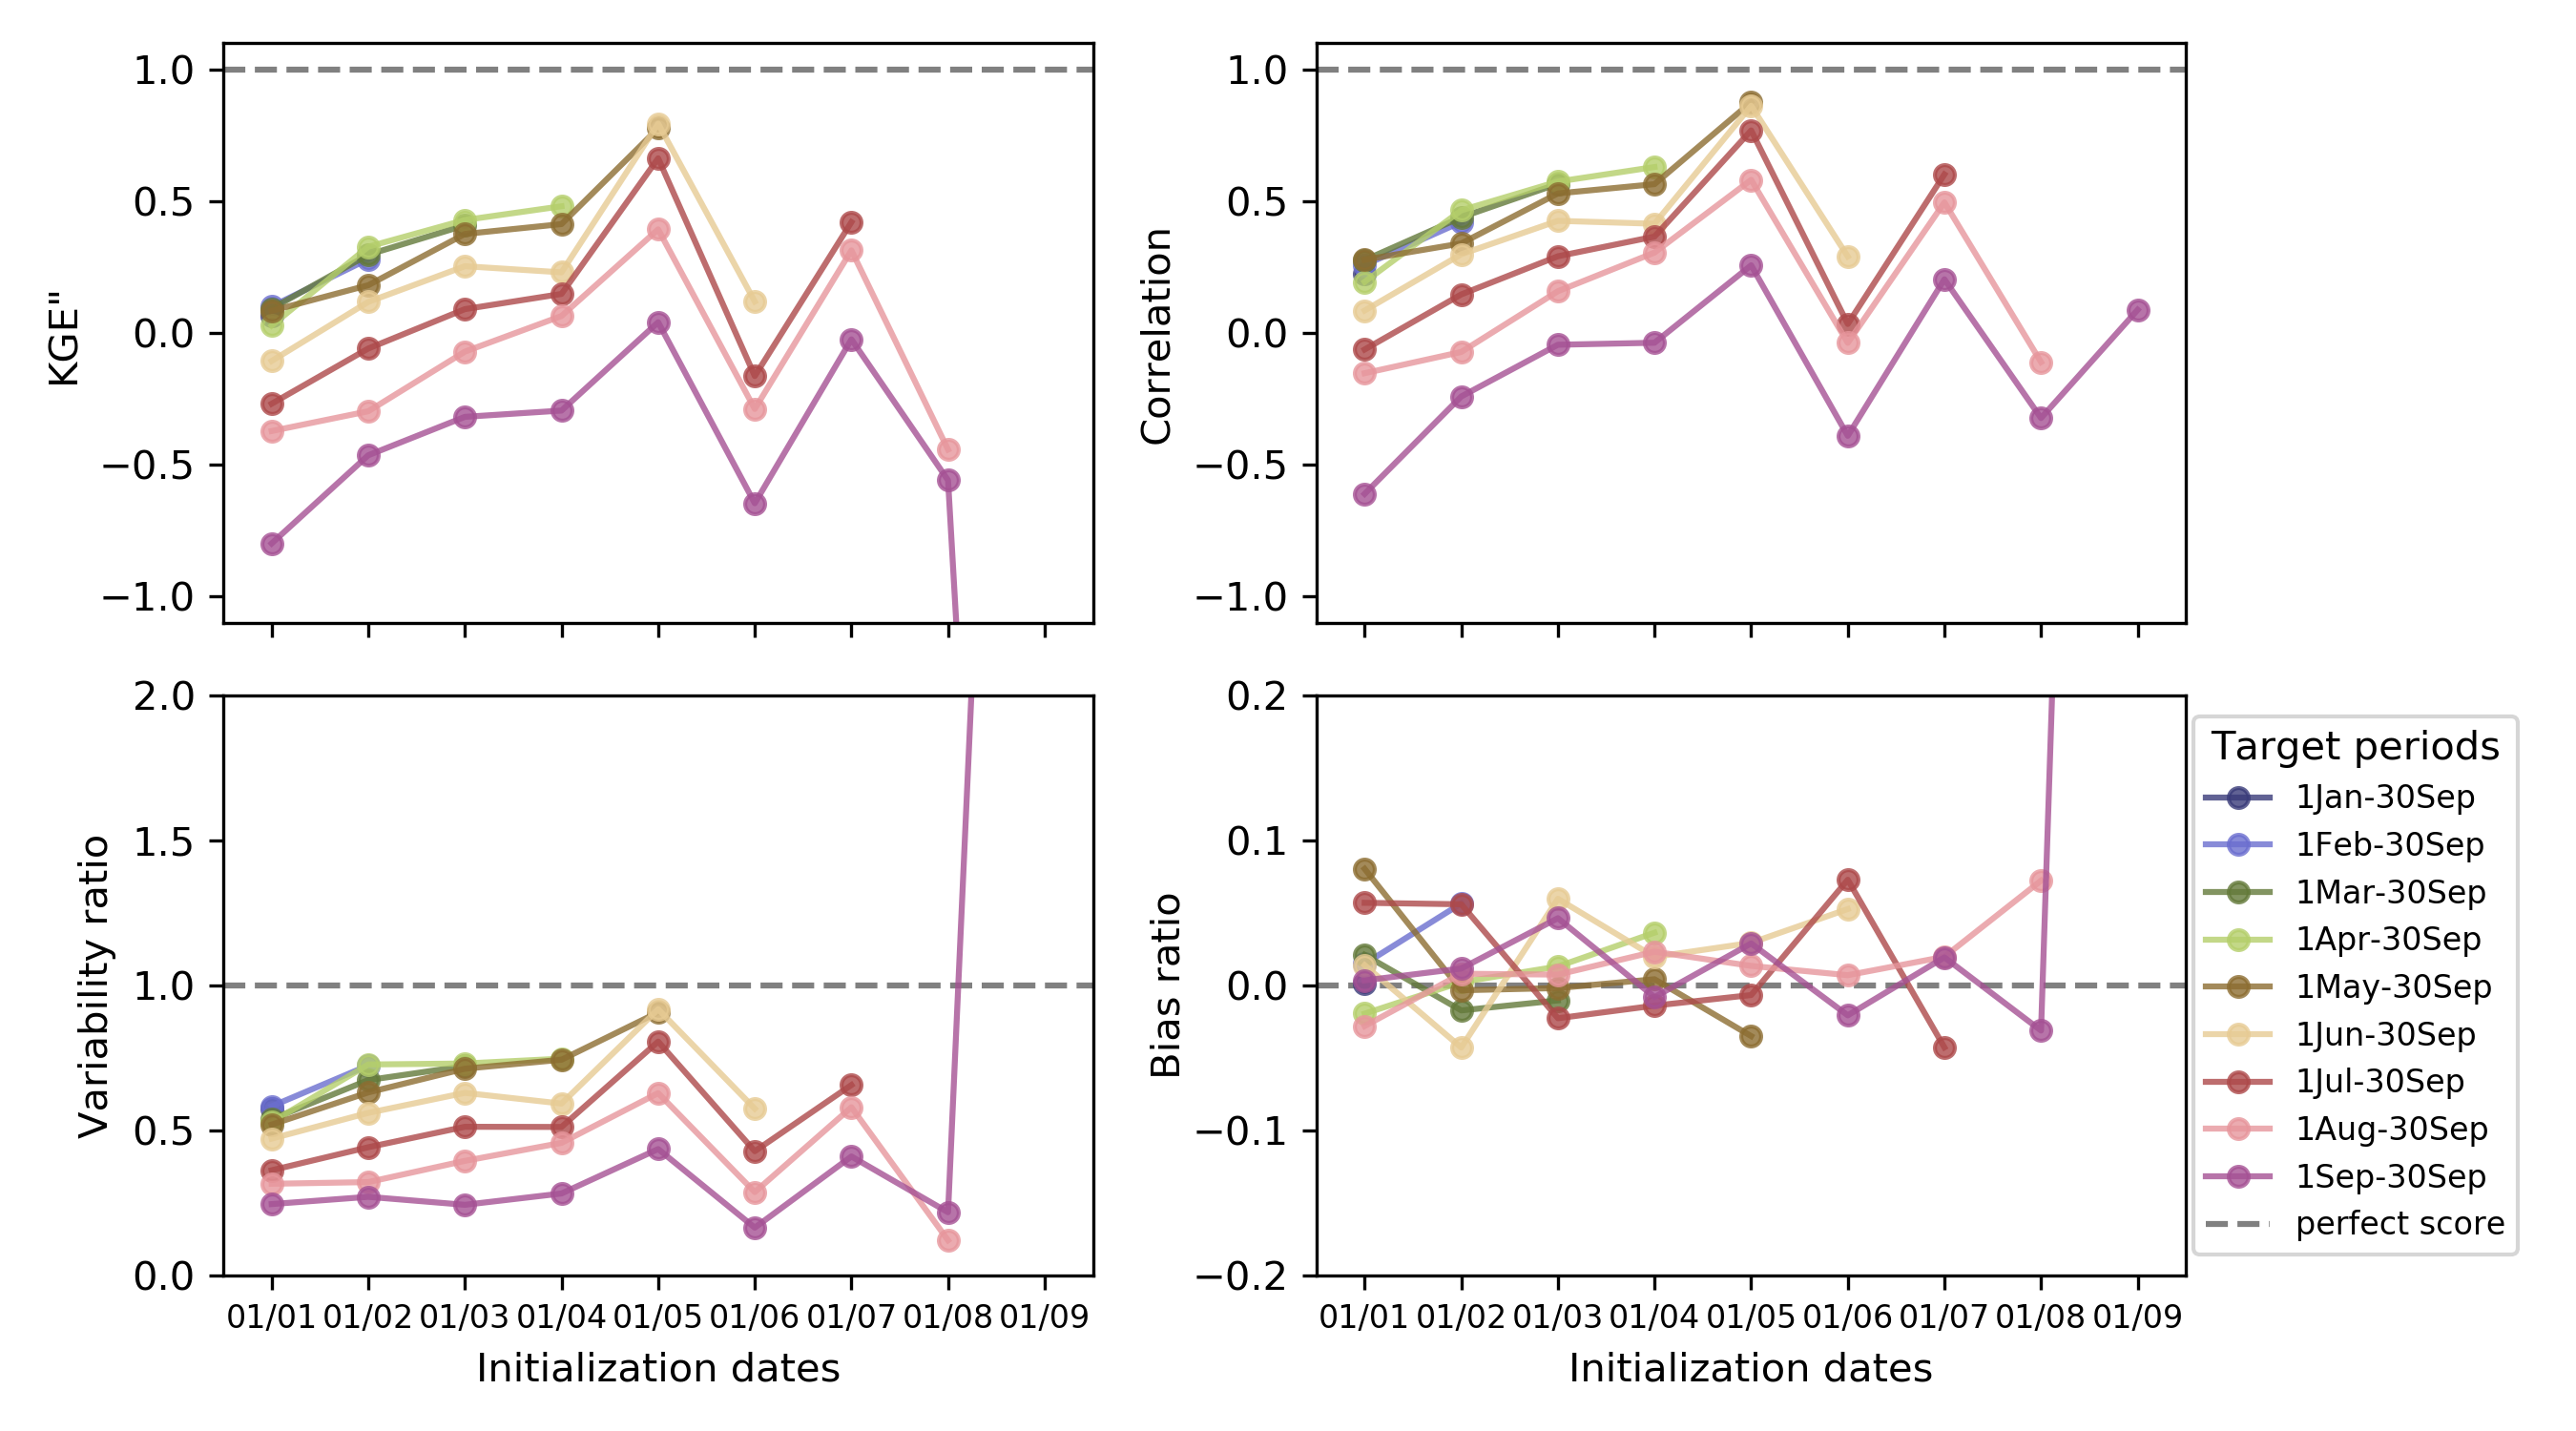 1.0
0.5
0.0
−0.5
−1.0
KGE"
1.0
0.5
0.0
−0.5
−1.0
Correlation
2.0
1.5
1.0
0.5
0.0
Variability ratio
01/01 01/02 01/03 01/04 01/05 01/06 01/07 01/08 01/09
Initialization dates
0.2
0.1
0.0
−0.1
−0.2
Bias ratio
01/01 01/02 01/03 01/04 01/05 01/06 01/07 01/08 01/09
Initialization dates
Target periods
1Jan-30Sep
1Feb-30Sep
1Mar-30Sep
1Apr-30Sep
1May-30Sep
1Jun-30Sep
1Jul-30Sep
1Aug-30Sep
1Sep-30Sep
perfect score